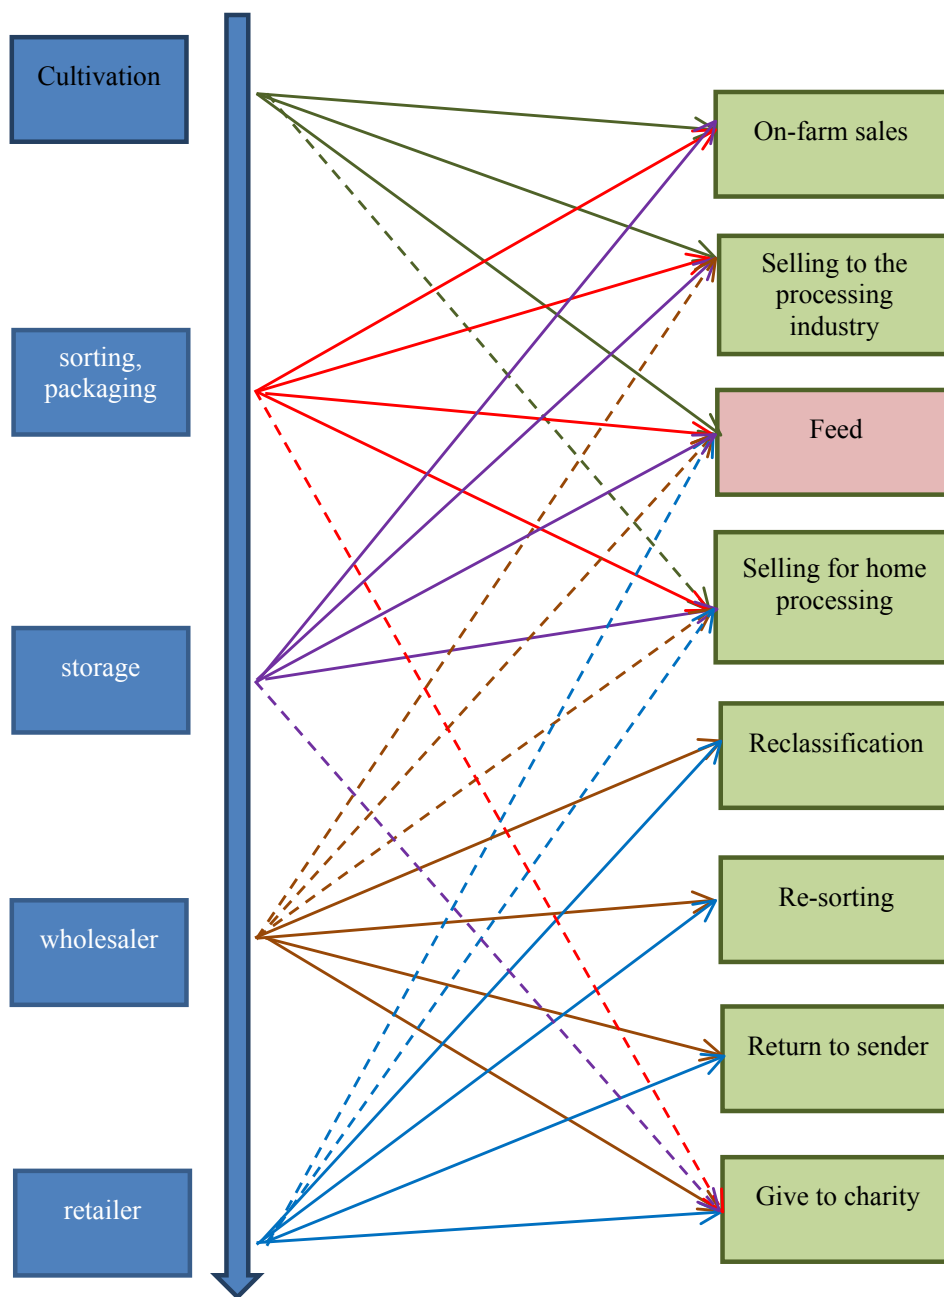 Cultivation
On-farm sales
Selling to the
processing
industry
sorting,
packaging
Feed
Selling for home
processing
storage
Reclassification
Re-sorting
wholesaler
Return to sender
Give to charity
retailer